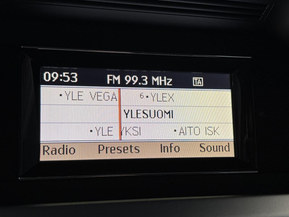 09:53 FM 99.3 MHz TA
•YLE VEGA 6•YLEX
YLESUOMI
•YLE YKSI •AITO ISK
Radio Presets Info Sound